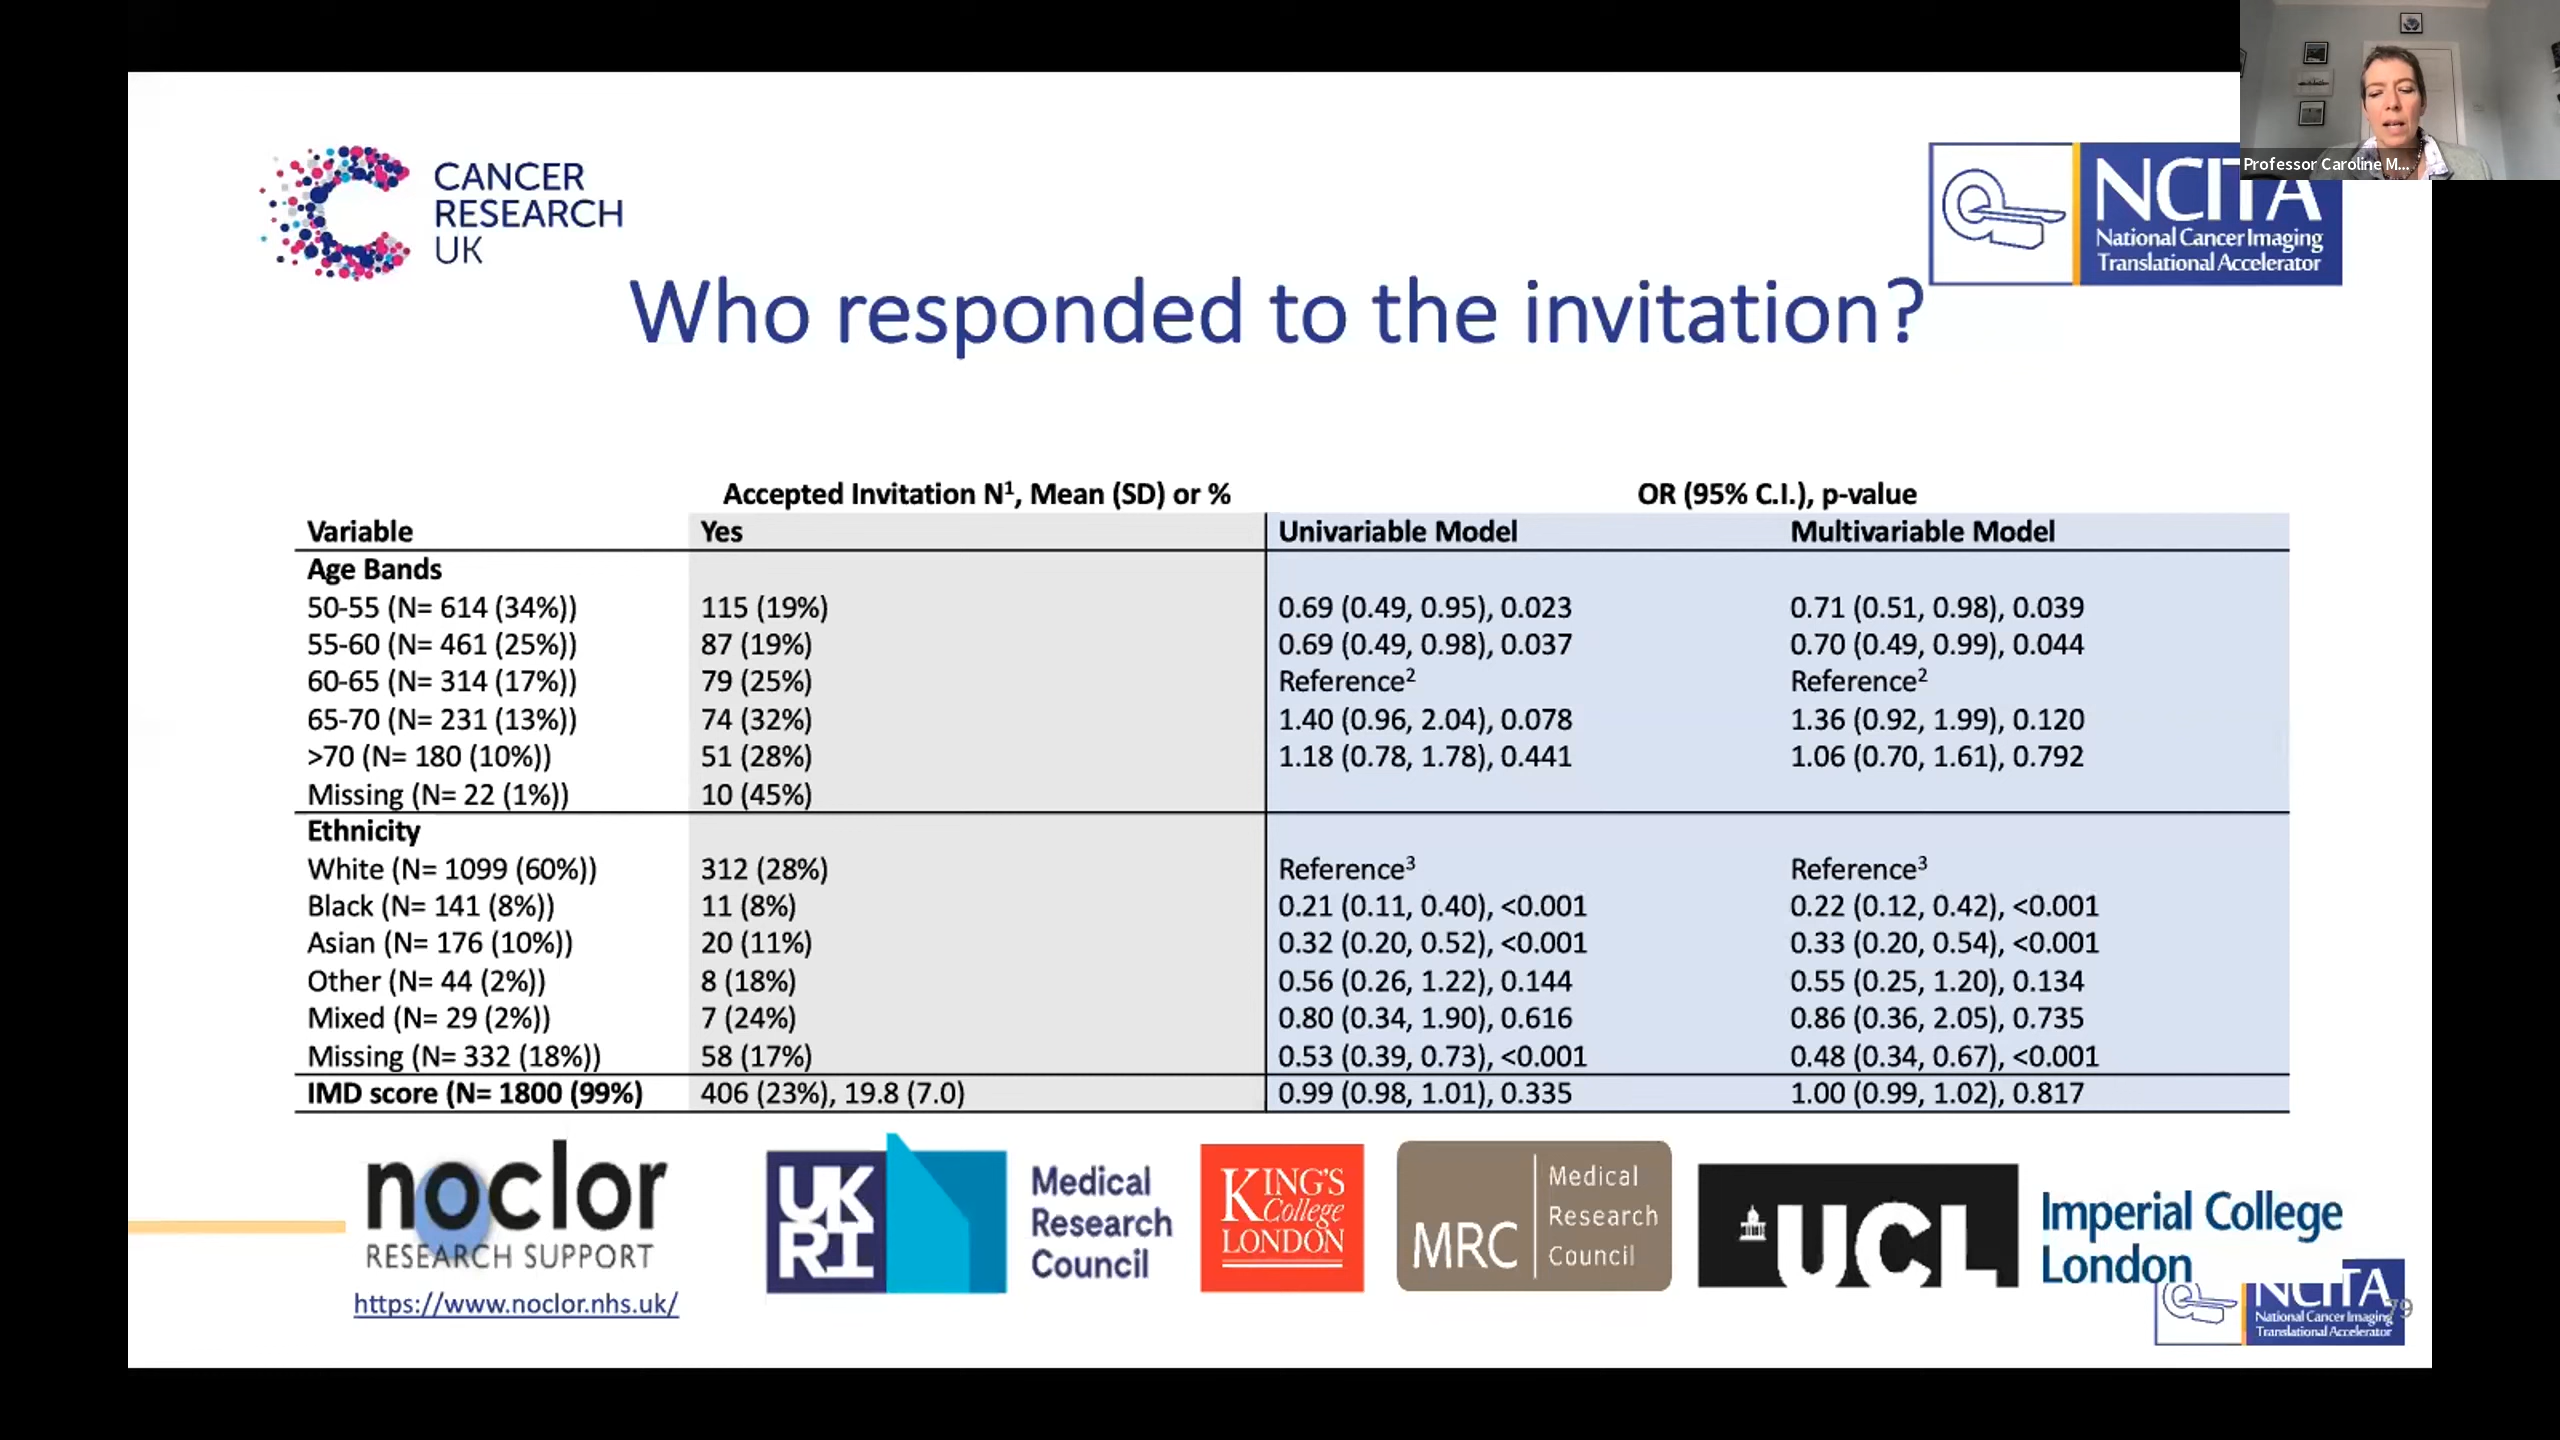 Professor Caroline M...
CANCER
RESEARCH
UK
NCITA
National Cancer Imaging
Translational Accelerator
Who responded to the invitation?
Accepted Invitation N¹, Mean (SD) or % OR (95% C.I.), p-value
Variable Yes Univariable Model Multivariable Model
Age Bands
50-55 (N= 614 (34%)) 115 (19%) 0.69 (0.49, 0.95), 0.023 0.71 (0.51, 0.98), 0.039
55-60 (N= 461 (25%)) 87 (19%) 0.69 (0.49, 0.98), 0.037 0.70 (0.49, 0.99), 0.044
60-65 (N= 314 (17%)) 79 (25%) Reference² Reference²
65-70 (N= 231 (13%)) 74 (32%) 1.40 (0.96, 2.04), 0.078 1.36 (0.92, 1.99), 0.120
>70 (N= 180 (10%)) 51 (28%) 1.18 (0.78, 1.78), 0.441 1.06 (0.70, 1.61), 0.792
Missing (N= 22 (1%)) 10 (45%)
Ethnicity
White (N= 1099 (60%)) 312 (28%) Reference³ Reference³
Black (N= 141 (8%)) 11 (8%) 0.21 (0.11, 0.40), <0.001 0.22 (0.12, 0.42), <0.001
Asian (N= 176 (10%)) 20 (11%) 0.32 (0.20, 0.52), <0.001 0.33 (0.20, 0.54), <0.001
Other (N= 44 (2%)) 8 (18%) 0.56 (0.26, 1.22), 0.144 0.55 (0.25, 1.20), 0.134
Mixed (N= 29 (2%)) 7 (24%) 0.80 (0.34, 1.90), 0.616 0.86 (0.36, 2.05), 0.735
Missing (N= 332 (18%)) 58 (17%) 0.53 (0.39, 0.73), <0.001 0.48 (0.34, 0.67), <0.001
IMD score (N= 1800 (99%) 406 (23%), 19.8 (7.0) 0.99 (0.98, 1.01), 0.335 1.00 (0.99, 1.02), 0.817
noclor
RESEARCH SUPPORT
https://www.noclor.nhs.uk/
UK
RI
Medical
Research
Council
KING'S
College
LONDON
MRC
Medical
Research
Council
UCL
Imperial College
London
NCITA
National Cancer Imaging
Translational Accelerator
79